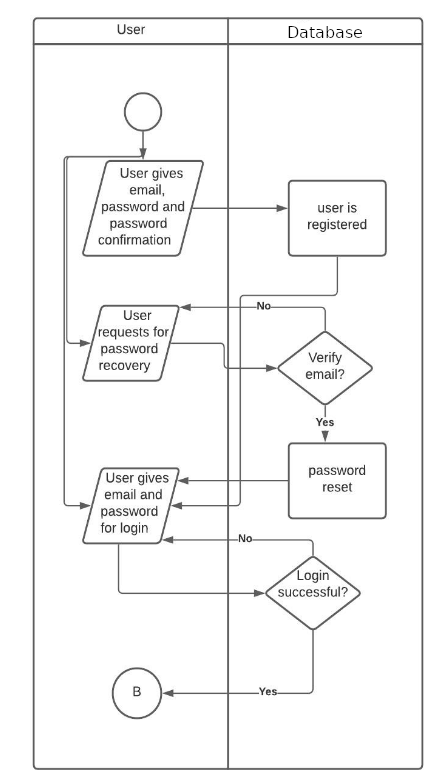 User
Database
User gives
email,
password and
password
confirmation
user is
registered
No
User
requests for
password
recovery
Verify
email?
Yes
password
reset
User gives
email and
password
for login
No
Login
successful?
B
Yes